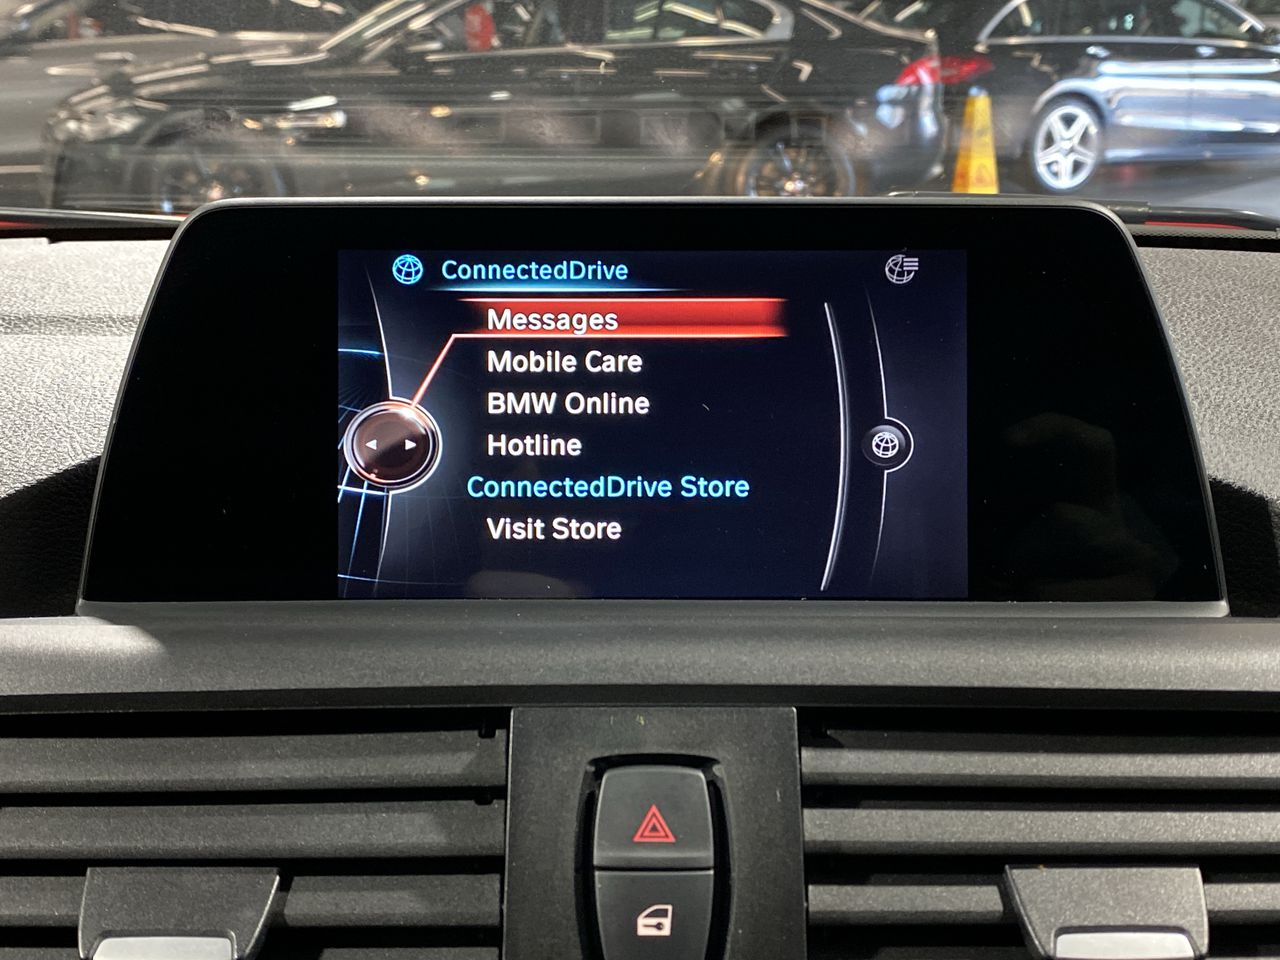 ConnectedDrive
Messages
Mobile Care
BMW Online
Hotline
ConnectedDrive Store
Visit Store